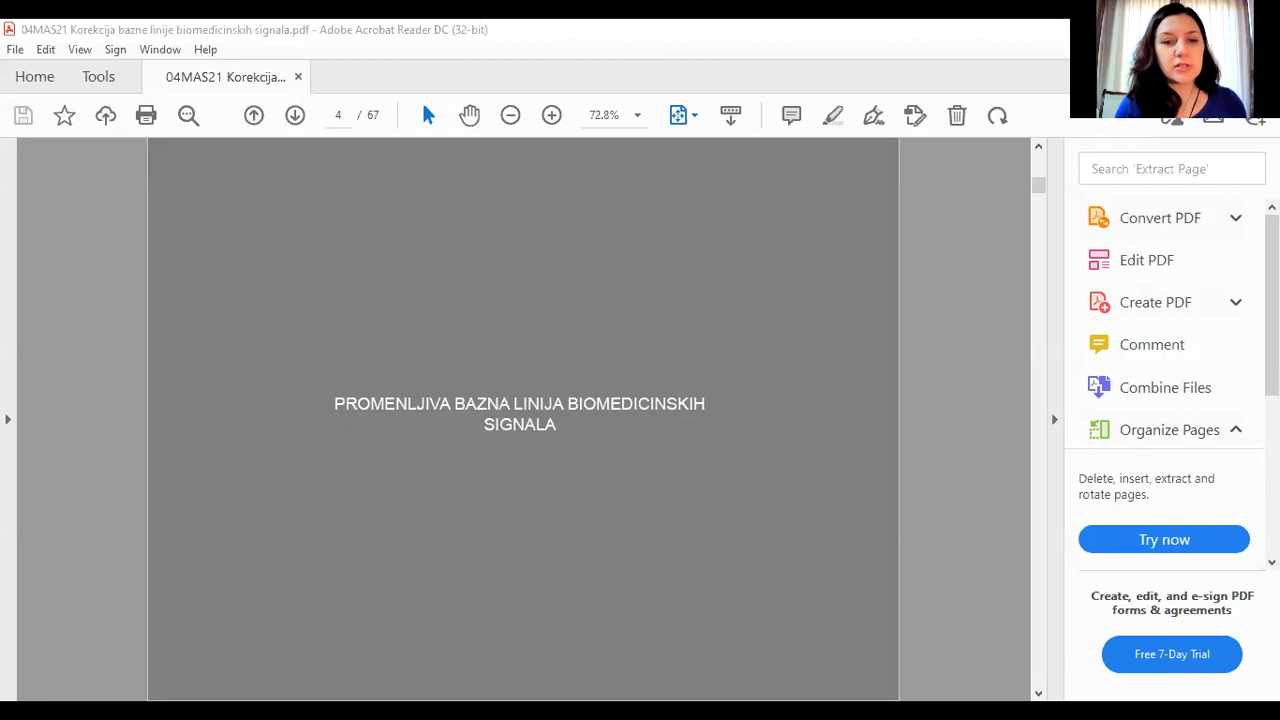 04MAS21 Korekcija bazne linije biomedicinskih signala.pdf - Adobe Acrobat Reader DC (32-bit)
File Edit View Sign Window Help
Home Tools 04MAS21 Korekcija... ×
4 / 67 72.8%
Search 'Extract Page'
Convert PDF
Edit PDF
Create PDF
Comment
Combine Files
Organize Pages
Delete, insert, extract and
rotate pages.
Try now
Create, edit, and e-sign PDF
forms & agreements
Free 7-Day Trial
PROMENLJIVA BAZNA LINIJA BIOMEDICINSKIH
SIGNALA